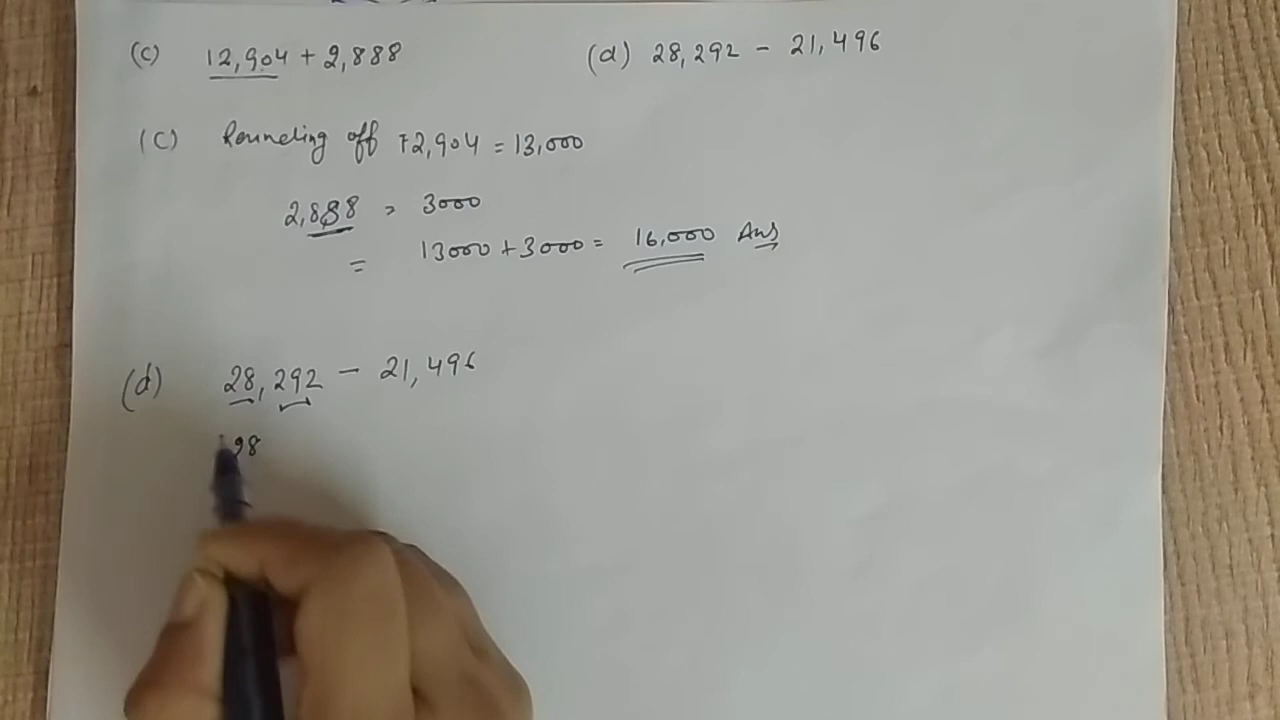 (c) 12,904 + 2,888 (d) 28,292 - 21,496
(C) Rounding off 12,904 = 13,000
2,888 = 3000
= 13000 + 3000 = 16,000 Ans
(d) 28,292 - 21,496
28